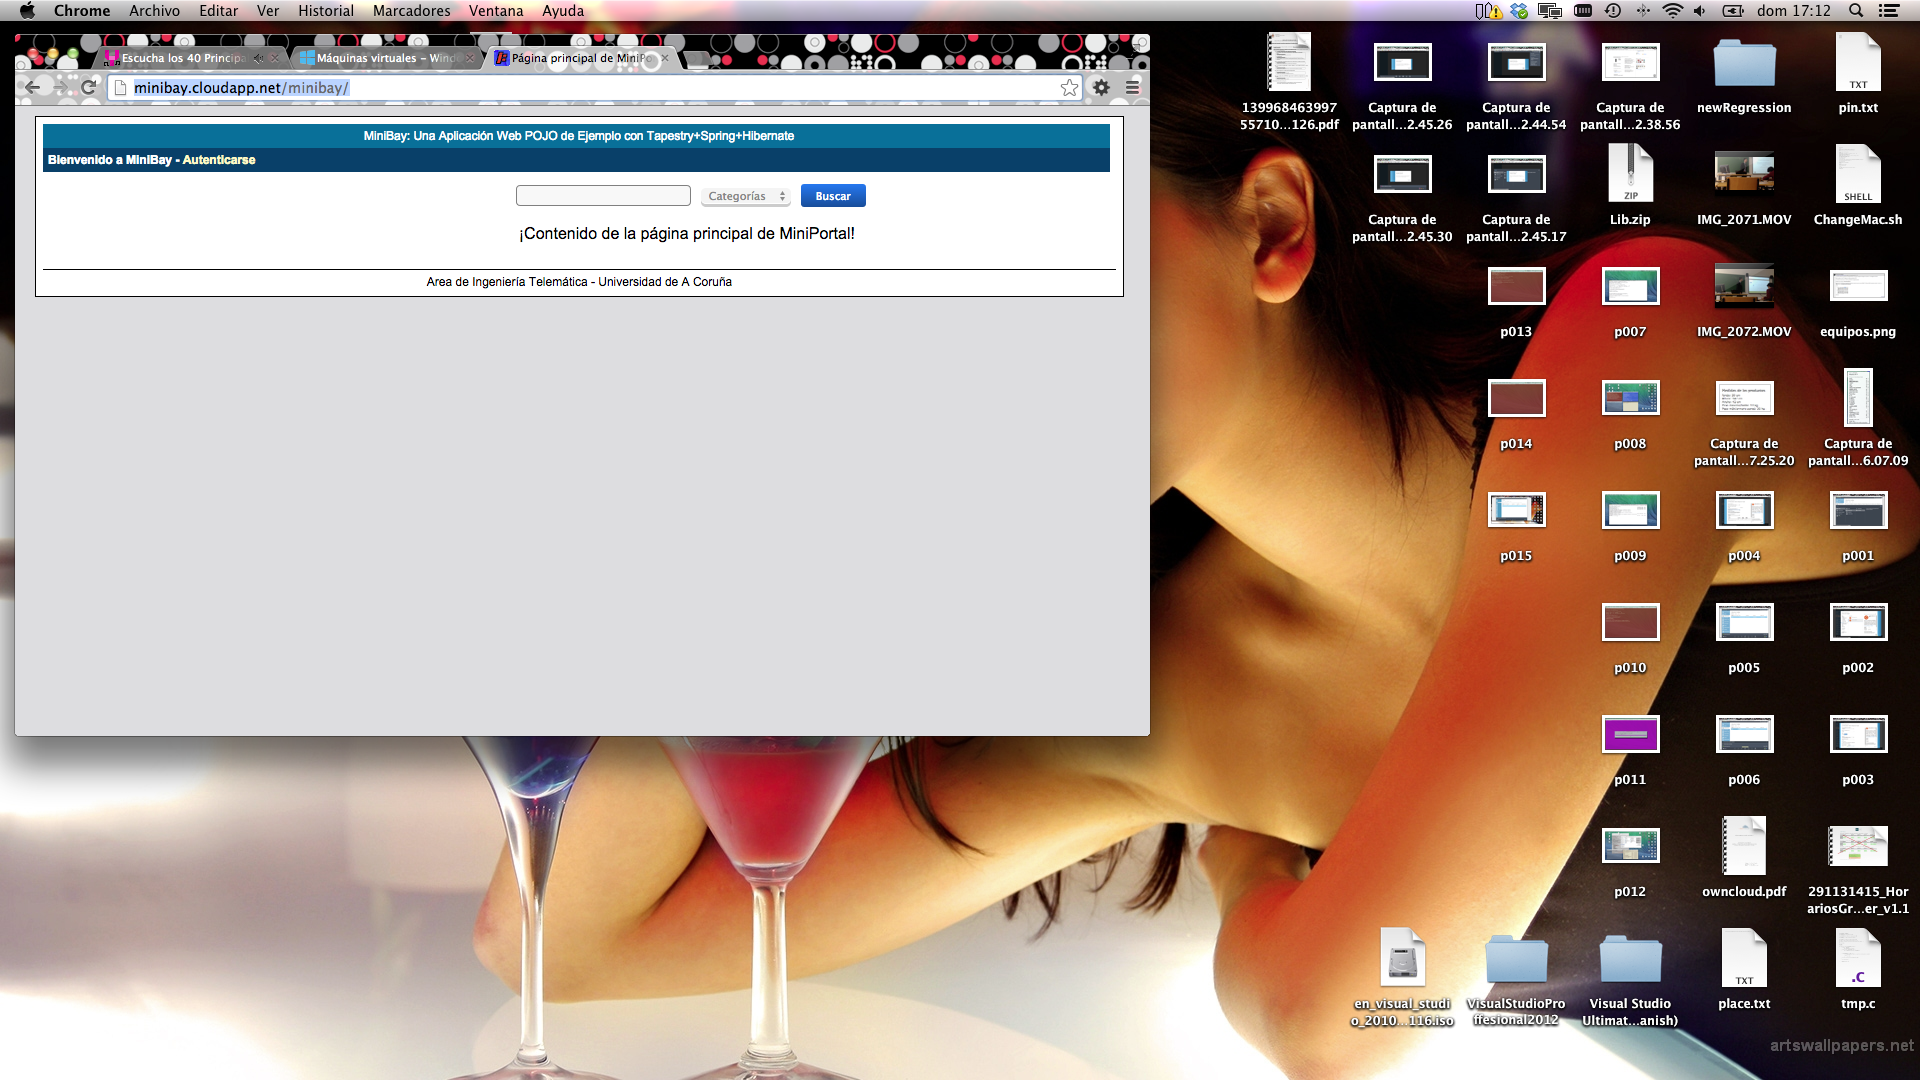 Chrome Archivo Editar Ver Historial Marcadores Ventana Ayuda
dom 17:12
Escucha los 40 Principa
Máquinas virtuales – Wind
Página principal de MiniPo
minibay.cloudapp.net/minibay/
MiniBay: Una Aplicación Web POJO de Ejemplo con Tapestry+Spring+Hibernate
Bienvenido a MiniBay - Autenticarse
Categorías
Buscar
¡Contenido de la página principal de MiniPortal!
Area de Ingeniería Telemática - Universidad de A Coruña
139968463997
55710...126.pdf
Captura de
pantall...2.45.26
Captura de
pantall...2.44.54
Captura de
pantall...2.38.56
newRegression
TXT
pin.txt
Captura de
pantall...2.45.30
Captura de
pantall...2.45.17
ZIP
Lib.zip
IMG_2071.MOV
SHELL
ChangeMac.sh
p013
p007
IMG_2072.MOV
equipos.png
p014
p008
Captura de
pantall...7.25.20
Captura de
pantall...6.07.09
p015
p009
p004
p001
p010
p005
p002
p011
p006
p003
p012
owncloud.pdf
291131415_Hor
ariosGr...er_v1.1
en_visual_studi
o_2010...116.iso
VisualStudioPro
ffesional2012
Visual Studio
Ultimat...anish)
TXT
place.txt
.C
tmp.c
artswallpapers.net